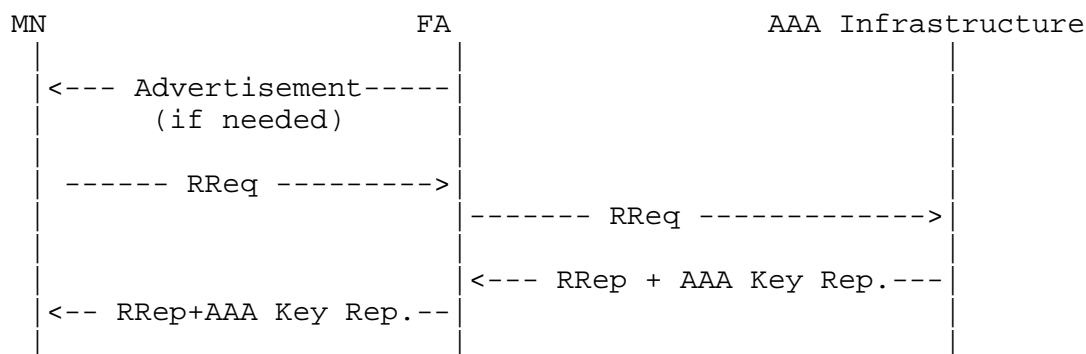 MN                         FA                    AAA Infrastructure
<--- Advertisement-----
(if needed)
------ RReq --------->
------- RReq ------------->
<--- RRep + AAA Key Rep.---
<-- RRep+AAA Key Rep.--